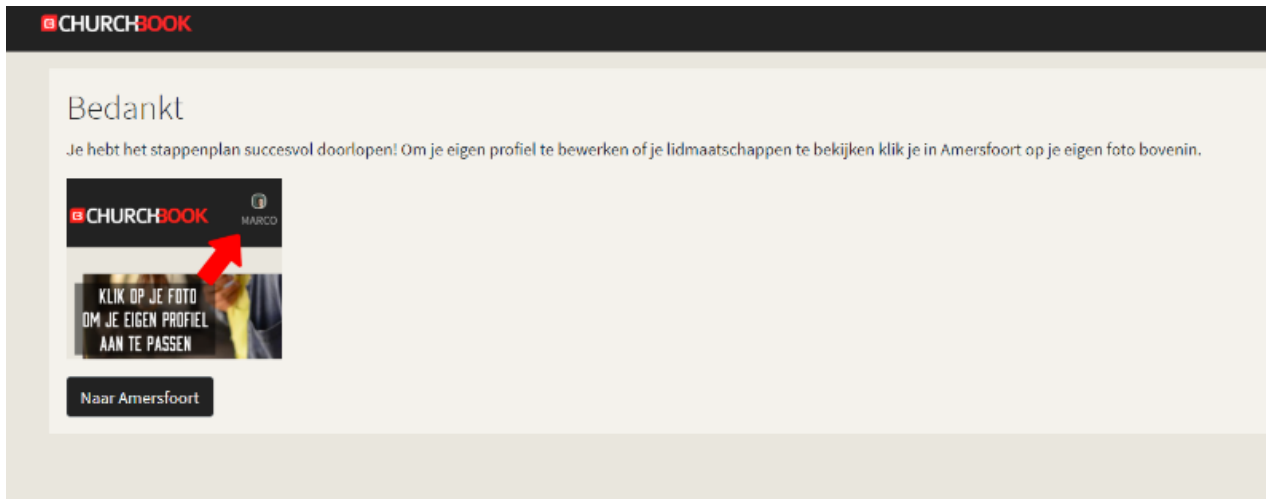 CHURCHBOOK
Bedankt
Je hebt het stappenplan succesvol doorlopen! Om je eigen profiel te bewerken of je lidmaatschappen te bekijken klik je in Amersfoort op je eigen foto bovenin.
CHURCHBOOK
MARCO
KLIK OP JE FOTO
OM JE EIGEN PROFIEL
AAN TE PASSEN
Naar Amersfoort